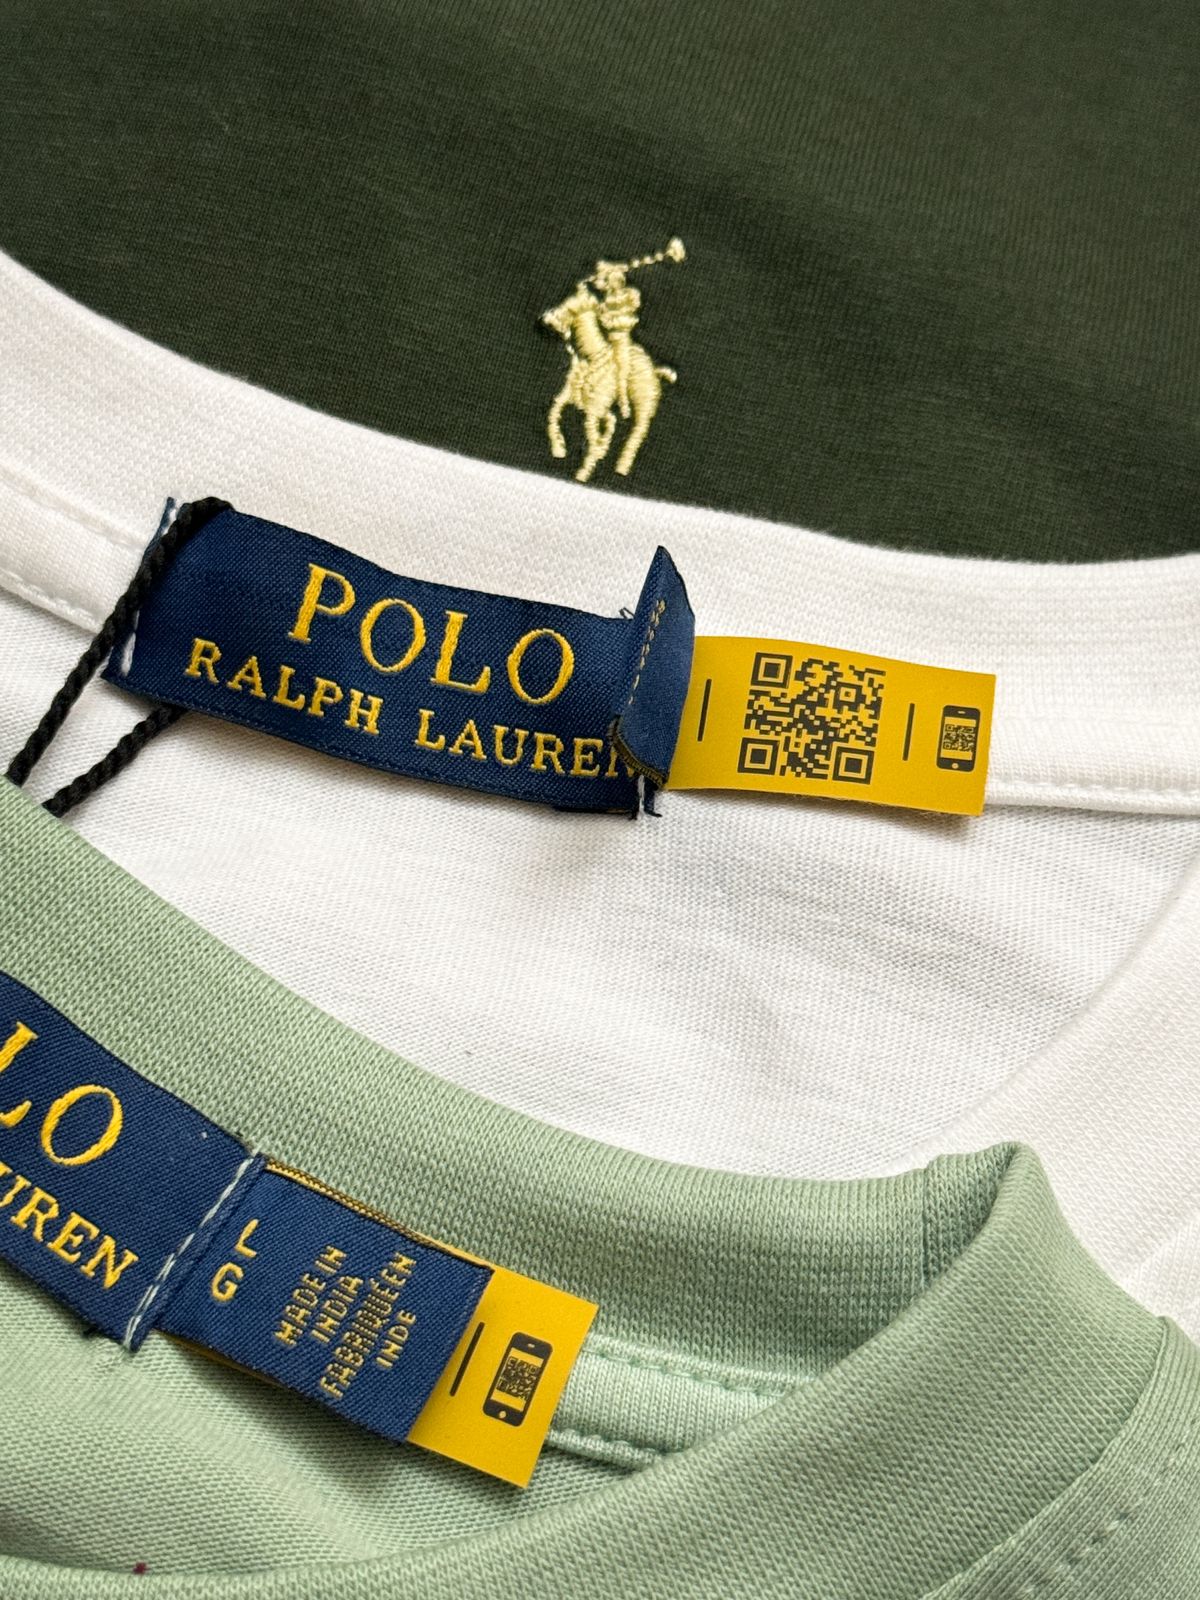 POLO
RALPH LAUREN
LO
UREN
L
G
MADE IN
INDIA
FABRIQUÉ EN
INDE